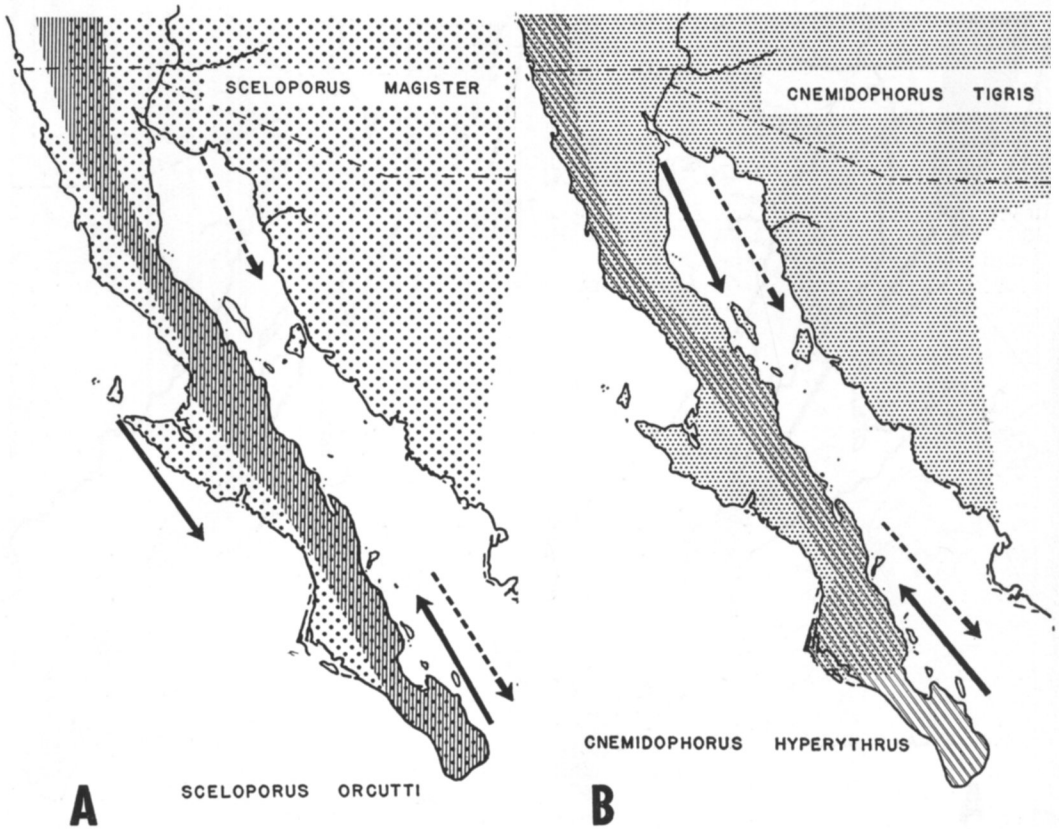 SCELOPORUS MAGISTER
SCELOPORUS ORCUTTI
A
CNEMIDOPHORUS TIGRIS
CNEMIDOPHORUS HYPERYTHRUS
B